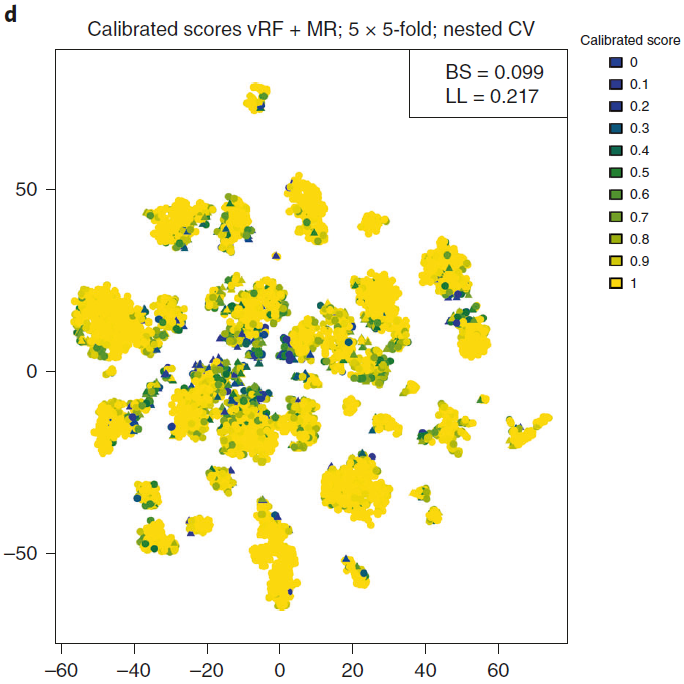 d
Calibrated scores vRF + MR; 5 × 5-fold; nested CV
BS = 0.099
LL = 0.217
Calibrated score
0
0.1
0.2
0.3
0.4
0.5
0.6
0.7
0.8
0.9
1
50
0
−50
−60 −40 −20 0 20 40 60